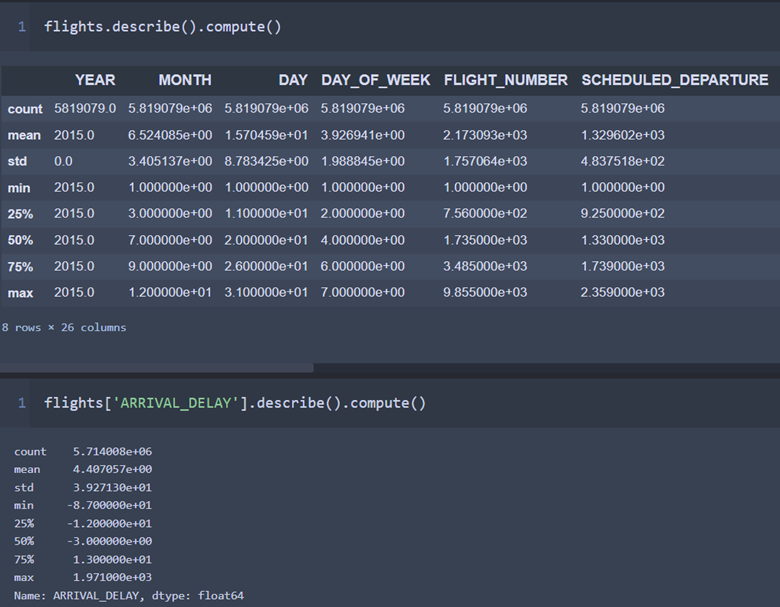 1 flights.describe().compute()
YEAR MONTH DAY DAY_OF_WEEK FLIGHT_NUMBER SCHEDULED_DEPARTURE
count 5819079.0 5.819079e+06 5.819079e+06 5.819079e+06 5.819079e+06 5.819079e+06
mean 2015.0 6.524085e+00 1.570459e+01 3.926941e+00 2.173093e+03 1.329602e+03
std 0.0 3.405137e+00 8.783425e+00 1.988845e+00 1.757064e+03 4.837518e+02
min 2015.0 1.000000e+00 1.000000e+00 1.000000e+00 1.000000e+00 1.000000e+00
25% 2015.0 3.000000e+00 1.100000e+01 2.000000e+00 7.560000e+02 9.250000e+02
50% 2015.0 7.000000e+00 2.000000e+01 4.000000e+00 1.735000e+03 1.330000e+03
75% 2015.0 9.000000e+00 2.600000e+01 6.000000e+00 3.485000e+03 1.739000e+03
max 2015.0 1.200000e+01 3.100000e+01 7.000000e+00 9.855000e+03 2.359000e+03
8 rows × 26 columns
1 flights['ARRIVAL_DELAY'].describe().compute()
count 5.714008e+06
mean 4.407057e+00
std 3.927130e+01
min -8.700000e+01
25% -1.200000e+01
50% -3.000000e+00
75% 1.300000e+01
max 1.971000e+03
Name: ARRIVAL_DELAY, dtype: float64